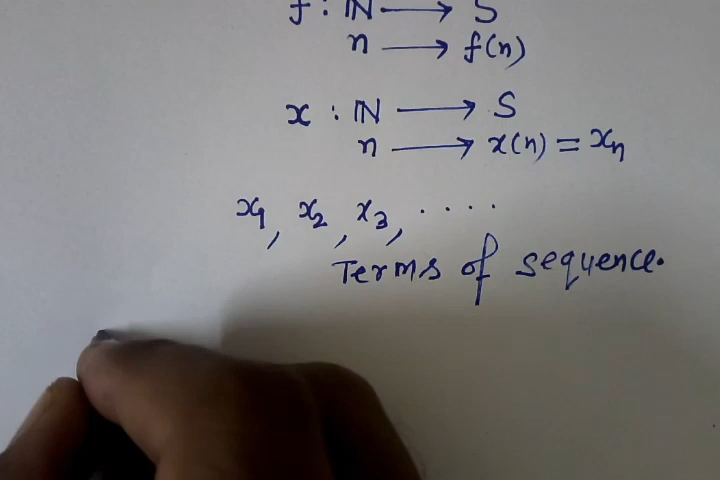 f : ℕ ⟶ S
n ⟶ f(n)
x : ℕ ⟶ S
n ⟶ x(n) = xₙ
x₁, x₂, x₃, ....
Terms of sequence.